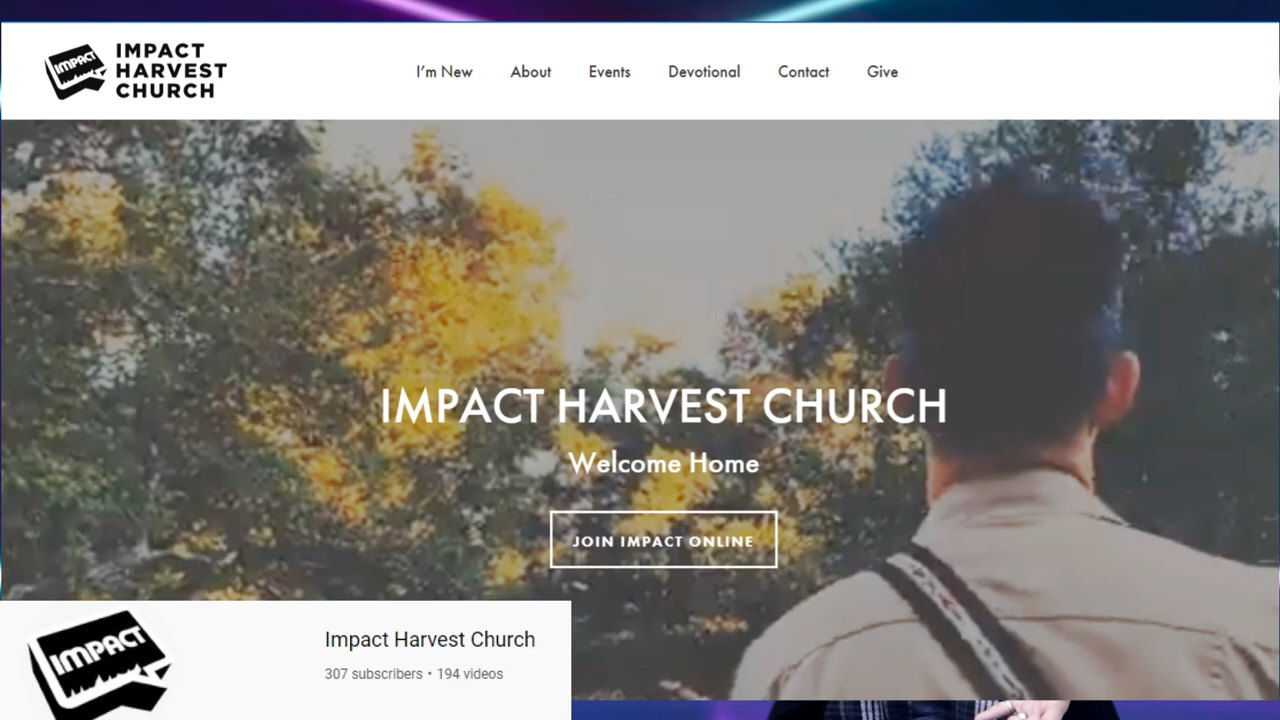 IMPACT
IMPACT
HARVEST
CHURCH
I'm New
About
Events
Devotional
Contact
Give
IMPACT HARVEST CHURCH
Welcome Home
JOIN IMPACT ONLINE
IMPACT
Impact Harvest Church
307 subscribers • 194 videos